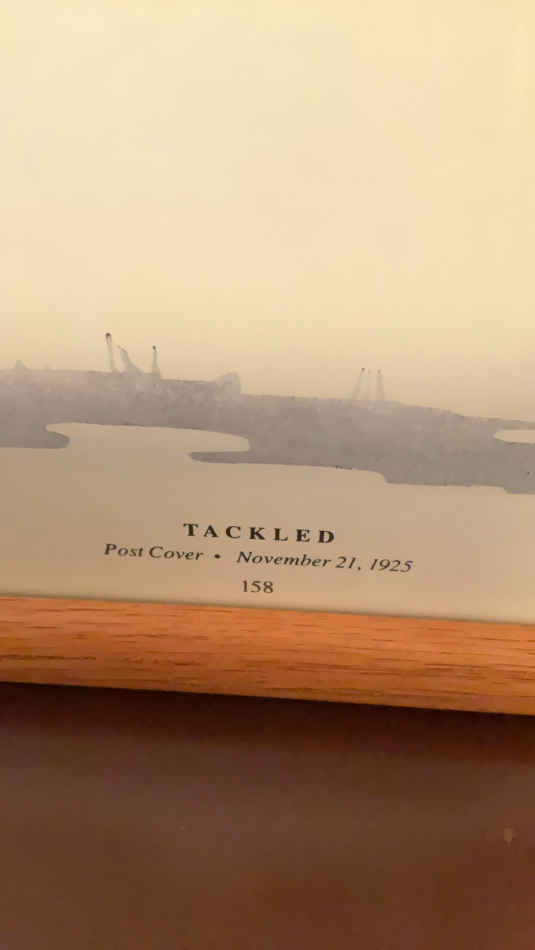 TACKLED
Post Cover • November 21, 1925
158